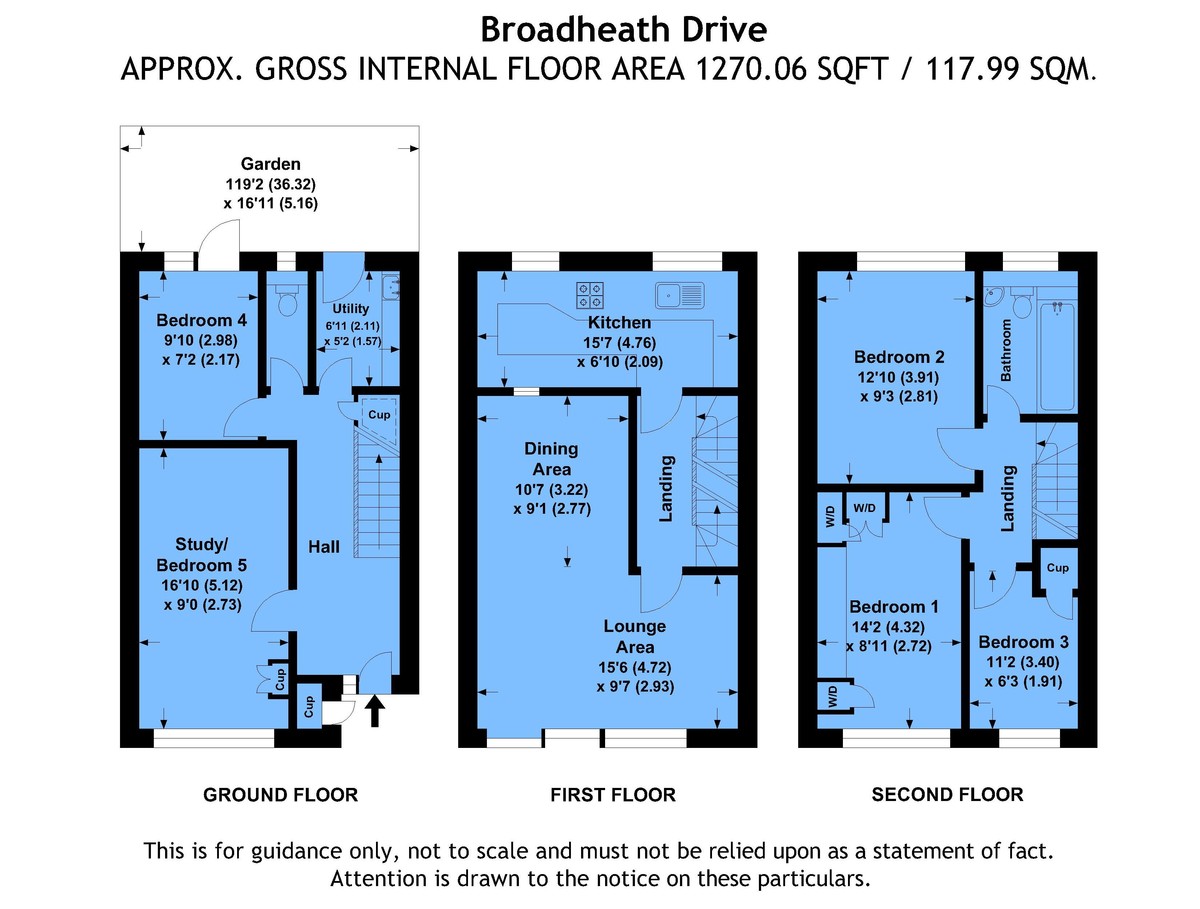 Broadheath Drive
APPROX. GROSS INTERNAL FLOOR AREA 1270.06 SQFT / 117.99 SQM.
Garden
119'2 (36.32)
x 16'11 (5.16)
Bedroom 4
9'10 (2.98)
x 7'2 (2.17)
Utility
6'11 (2.11)
x 5'2 (1.57)
Cup
Study/
Bedroom 5
16'10 (5.12)
x 9'0 (2.73)
Hall
Cup
Cup
GROUND FLOOR
Kitchen
15'7 (4.76)
x 6'10 (2.09)
Dining
Area
10'7 (3.22)
x 9'1 (2.77)
Landing
Lounge
Area
15'6 (4.72)
x 9'7 (2.93)
FIRST FLOOR
Bedroom 2
12'10 (3.91)
x 9'3 (2.81)
Bathroom
Landing
W/D
W/D
Cup
Bedroom 1
14'2 (4.32)
x 8'11 (2.72)
Bedroom 3
11'2 (3.40)
x 6'3 (1.91)
W/D
SECOND FLOOR
This is for guidance only, not to scale and must not be relied upon as a statement of fact.
Attention is drawn to the notice on these particulars.